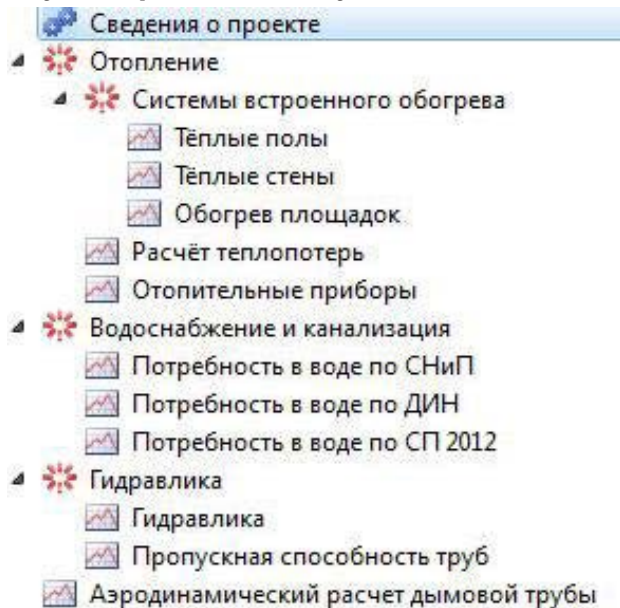 Сведения о проекте
Отопление
Системы встроенного обогрева
Тёплые полы
Тёплые стены
Обогрев площадок
Расчёт теплопотерь
Отопительные приборы
Водоснабжение и канализация
Потребность в воде по СНиП
Потребность в воде по ДИН
Потребность в воде по СП 2012
Гидравлика
Гидравлика
Пропускная способность труб
Аэродинамический расчет дымовой трубы